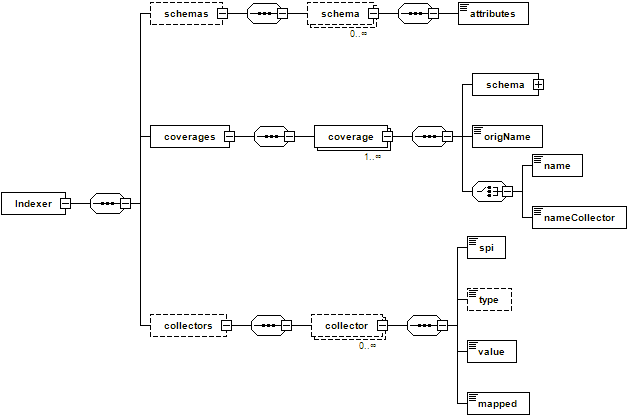 schemas
schema
attributes
0..∞
schema
coverages
coverage
origName
1..∞
name
Indexer
nameCollector
spi
type
collectors
collector
0..∞
value
mapped